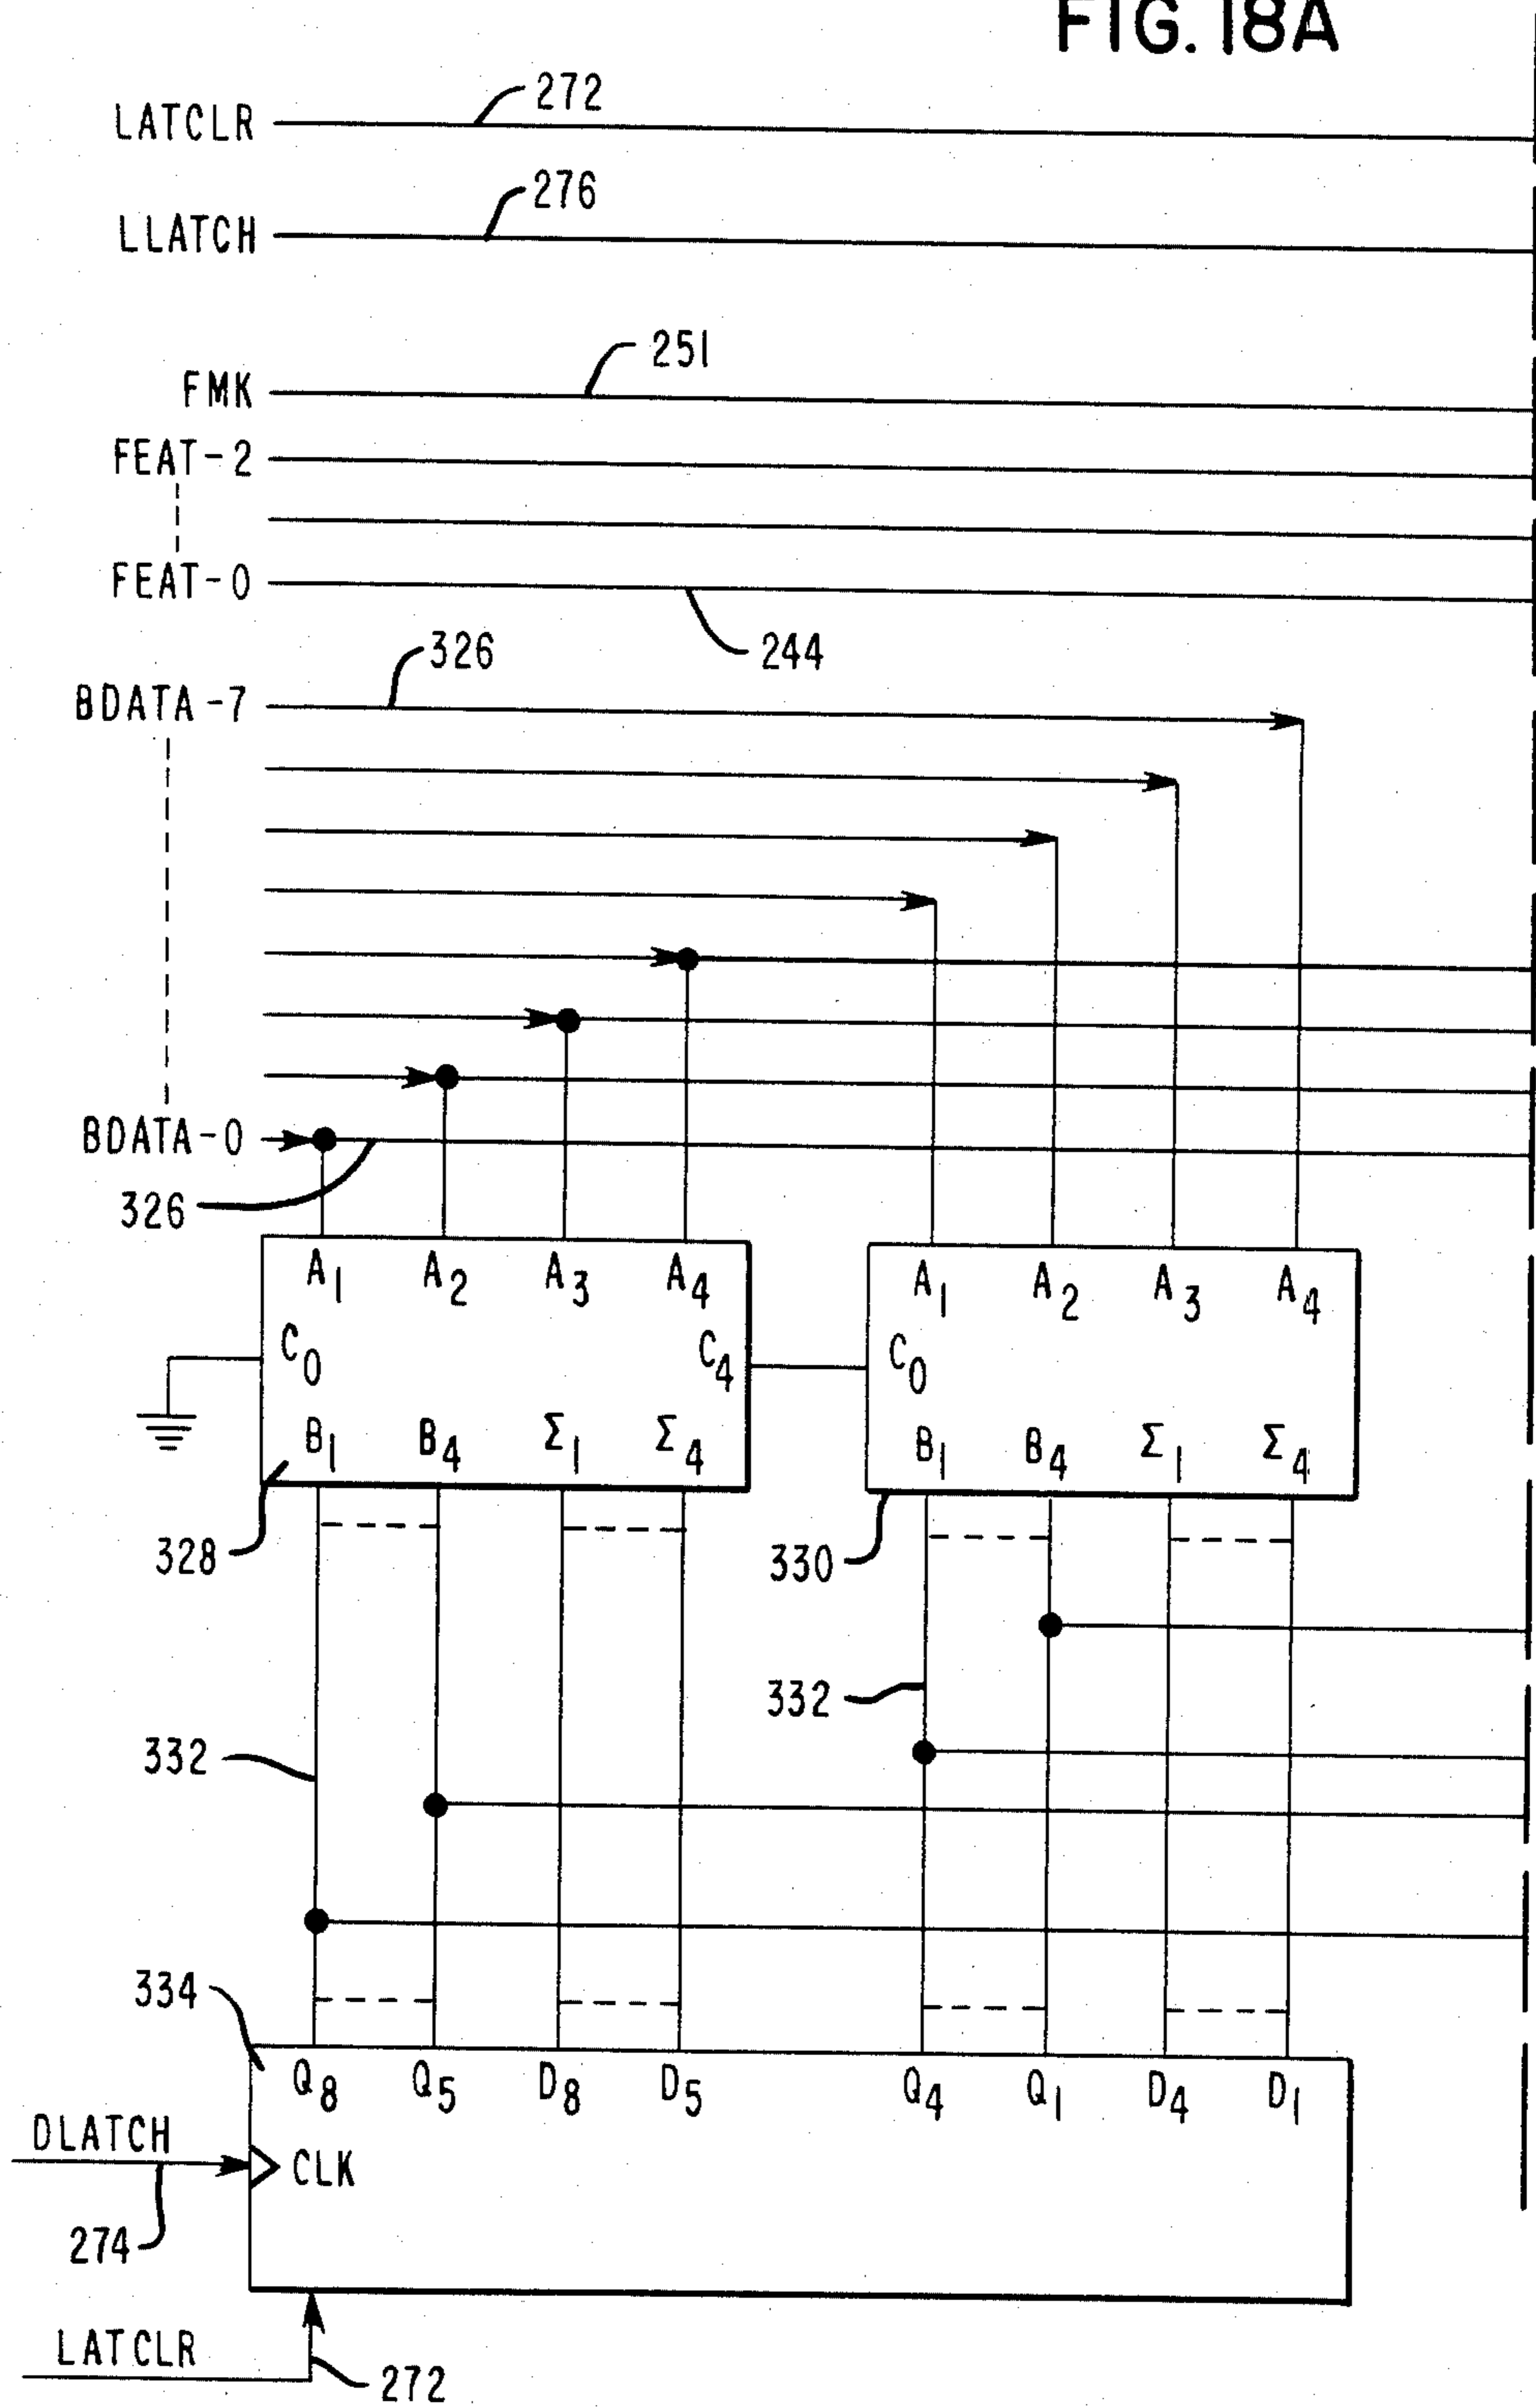 FIG. 18A
LATCLR 272
LLATCH 276
FMK 251
FEAT-2
FEAT-0 244
BDATA-7 326
BDATA-0
326
A1 A2 A3 A4 A1 A2 A3 A4
C0 C4 C0
B1 B4 Σ1 Σ4 B1 B4 Σ1 Σ4
328 330
332
332
334
Q8 Q5 D8 D5 Q4 Q1 D4 D1
DLATCH
CLK
274
LATCLR
272